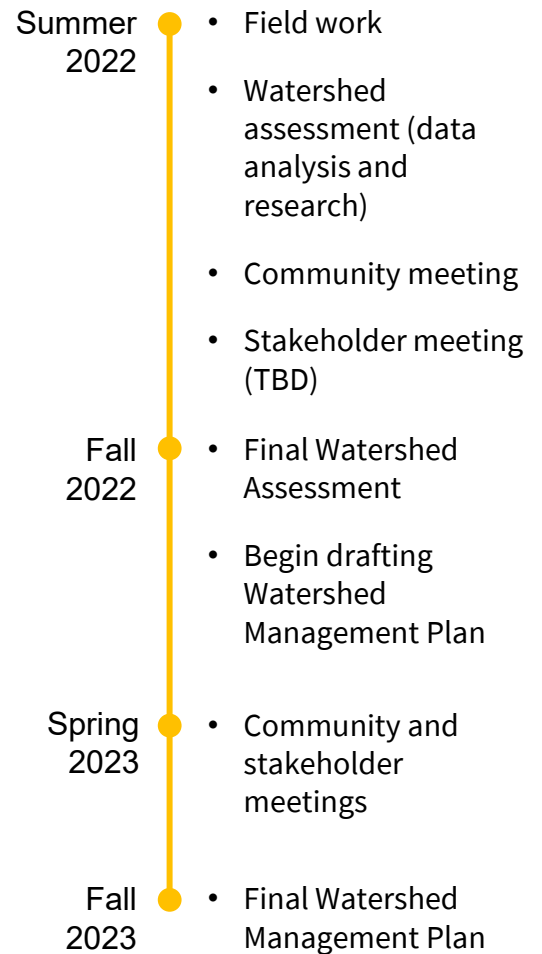 Summer
2022
• Field work
• Watershed
assessment (data
analysis and
research)
• Community meeting
• Stakeholder meeting
(TBD)
Fall
2022
• Final Watershed
Assessment
• Begin drafting
Watershed
Management Plan
Spring
2023
• Community and
stakeholder
meetings
Fall
2023
• Final Watershed
Management Plan